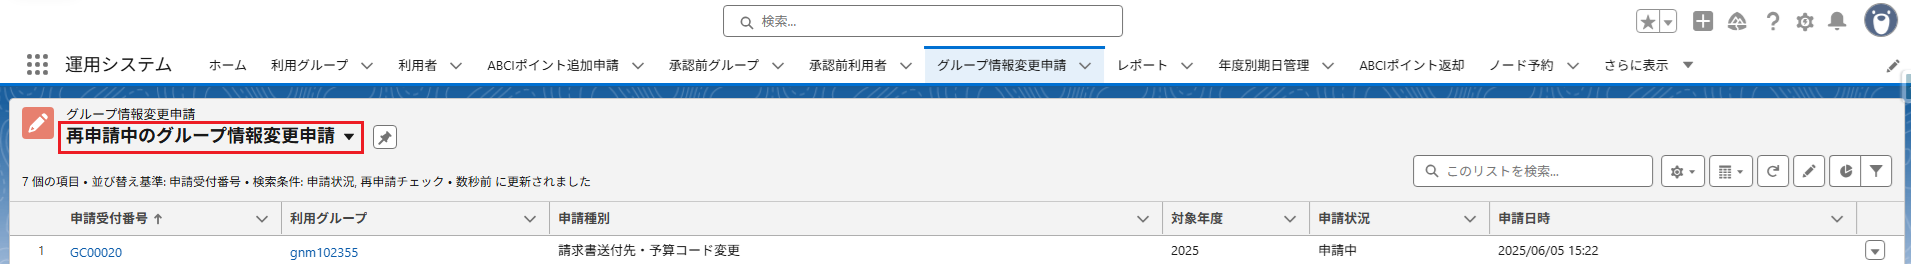 検索...
運用システム
ホーム 利用グループ 利用者 ABCIポイント追加申請 承認前グループ 承認前利用者 グループ情報変更申請 レポート 年度別期日管理 ABCIポイント返却 ノード予約 さらに表示
グループ情報変更申請
再申請中のグループ情報変更申請
7 個の項目 • 並び替え基準: 申請受付番号 • 検索条件: 申請状況, 再申請チェック • 数秒前 に更新されました
このリストを検索...
申請受付番号 ↑ 利用グループ 申請種別 対象年度 申請状況 申請日時
1 GC00020 gnm102355 請求書送付先・予算コード変更 2025 申請中 2025/06/05 15:22